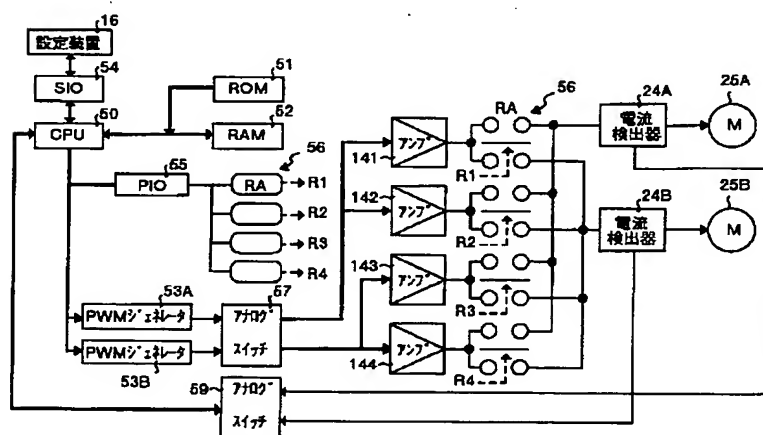 16
設定装置
54
SIO
50
CPU
51
ROM
52
RAM
55
PIO
56
RA
R1
R2
R3
R4
53A
PWMジェネレータ
PWMジェネレータ
53B
57
アナログ
スイッチ
59
アナログ
スイッチ
アンプ
141
アンプ
142
143
アンプ
アンプ
144
RA
56
R1
R2
R3
R4
24A
電流
検出器
25A
M
24B
電流
検出器
25B
M